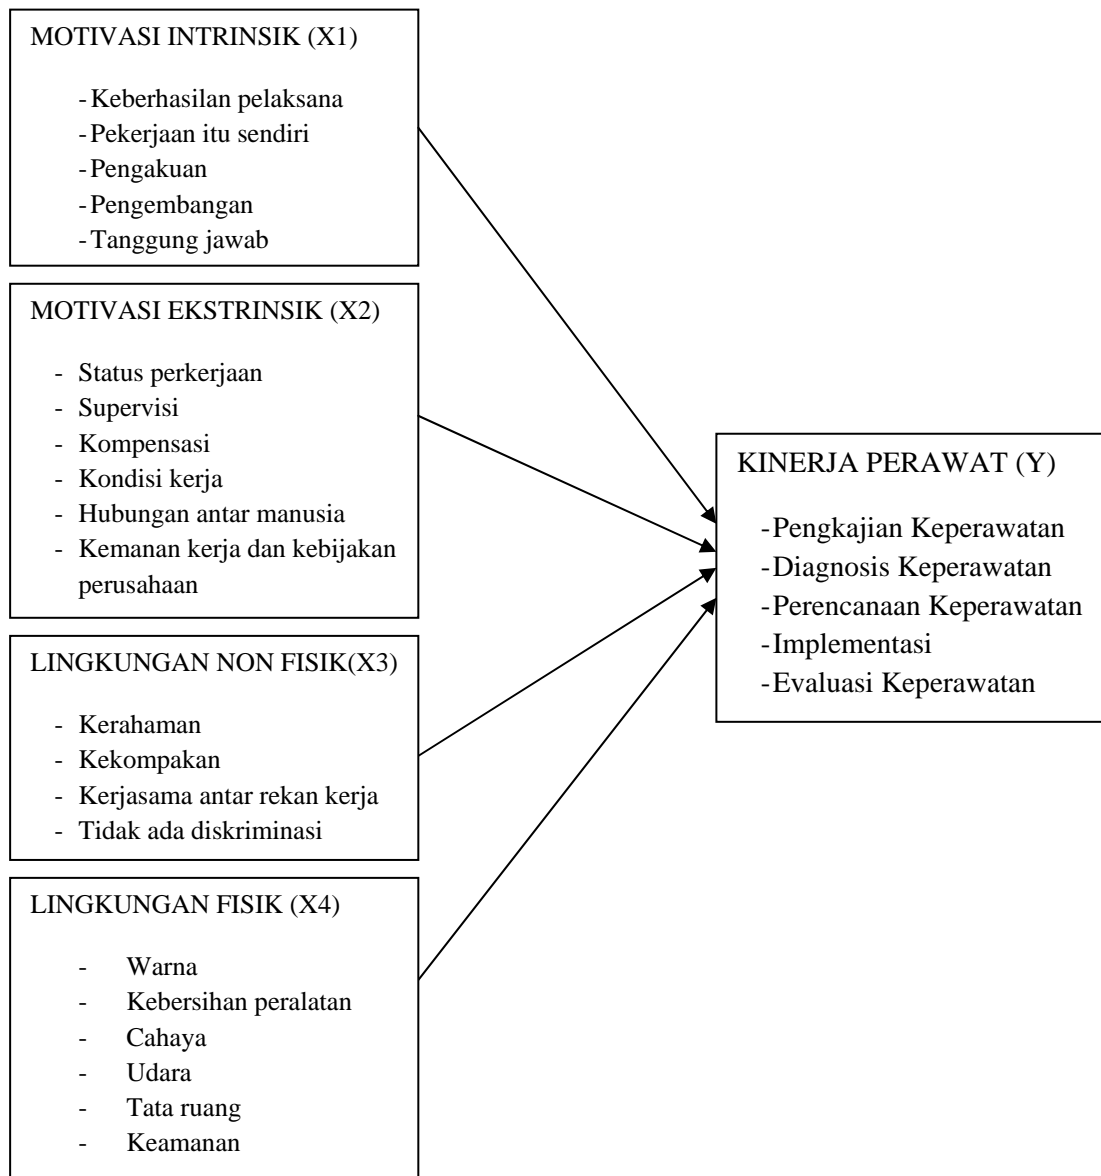 MOTIVASI INTRINSIK (X1)
-Keberhasilan pelaksana
-Pekerjaan itu sendiri
-Pengakuan
-Pengembangan
-Tanggung jawab
MOTIVASI EKSTRINSIK (X2)
- Status perkerjaan
- Supervisi
- Kompensasi
- Kondisi kerja
- Hubungan antar manusia
- Kemanan kerja dan kebijakan
perusahaan
LINGKUNGAN NON FISIK(X3)
- Kerahaman
- Kekompakan
- Kerjasama antar rekan kerja
- Tidak ada diskriminasi
LINGKUNGAN FISIK (X4)
- Warna
- Kebersihan peralatan
- Cahaya
- Udara
- Tata ruang
- Keamanan
KINERJA PERAWAT (Y)
-Pengkajian Keperawatan
-Diagnosis Keperawatan
-Perencanaan Keperawatan
-Implementasi
-Evaluasi Keperawatan